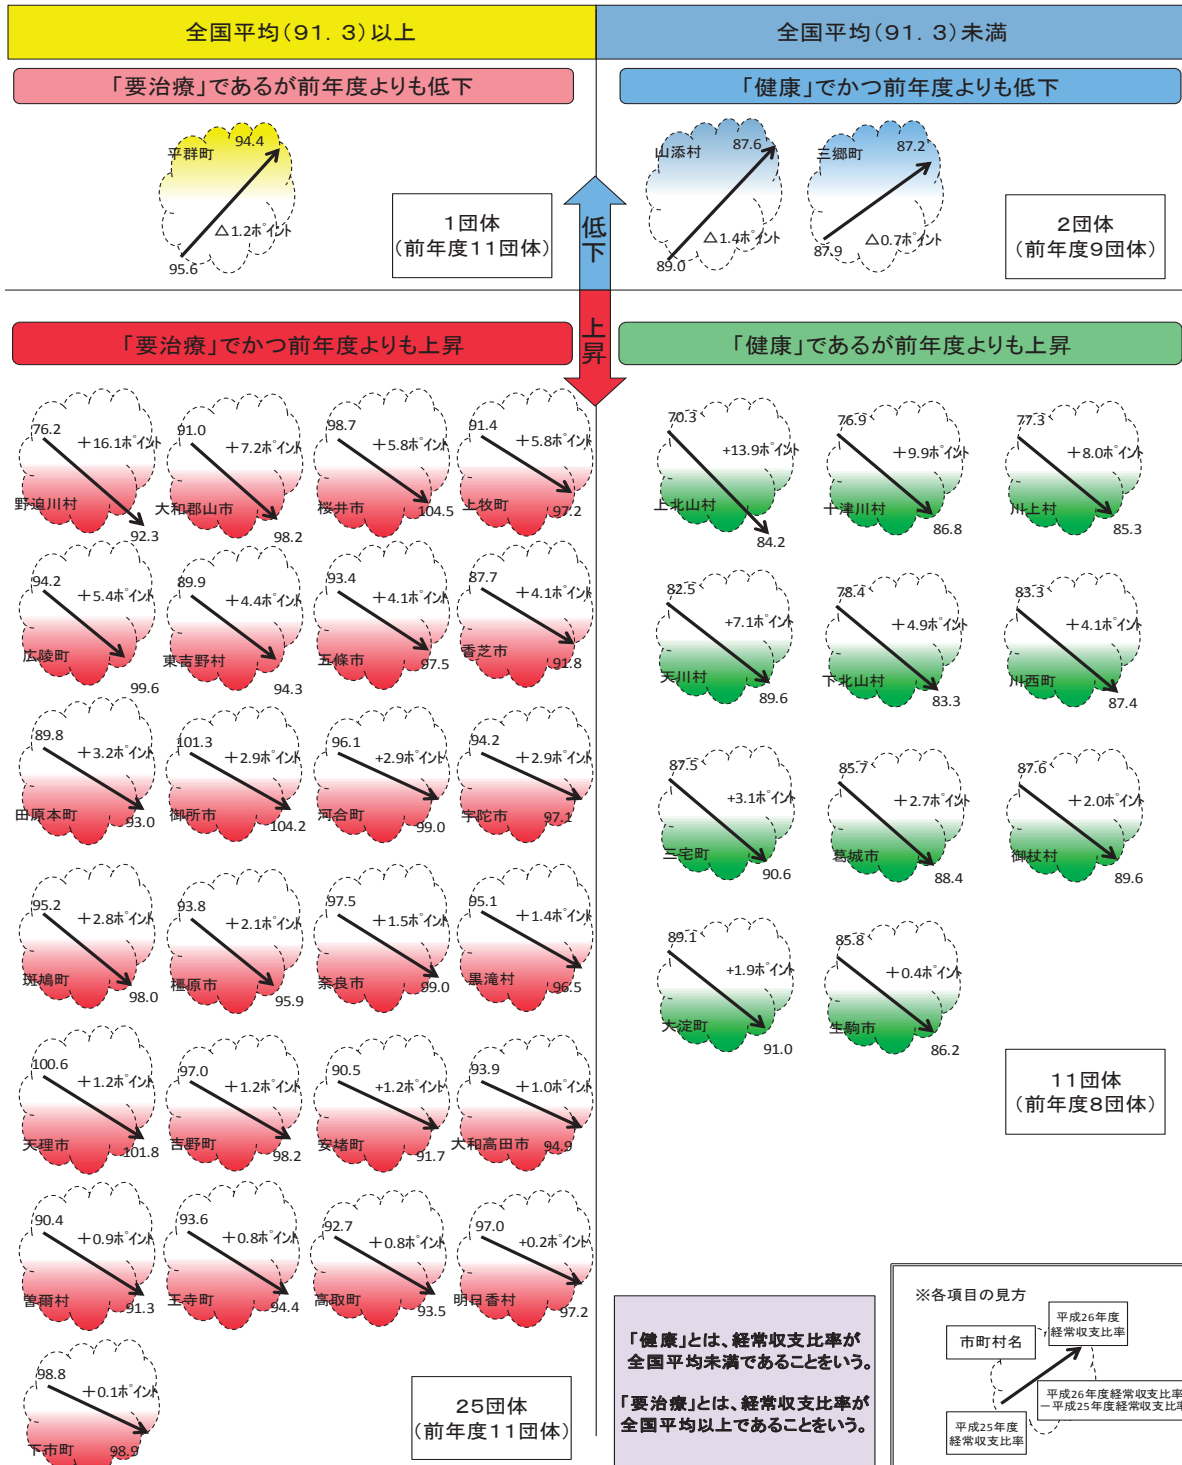 全国平均(91.3)以上
全国平均(91.3)未満
「要治療」であるが前年度よりも低下
「健康」でかつ前年度よりも低下
平群町
94.4
△1.2ポイント
95.6
1団体
(前年度11団体)
低下
山添村
87.6
△1.4ポイント
89.0
三郷町
87.2
△0.7ポイント
87.9
2団体
(前年度9団体)
上昇
「要治療」でかつ前年度よりも上昇
「健康」であるが前年度よりも上昇
76.2
+16.1ポイント
野迫川村
92.3
91.0
+7.2ポイント
大和郡山市
98.2
98.7
+5.8ポイント
桜井市
104.5
91.4
+5.8ポイント
上牧町
97.2
94.2
+5.4ポイント
広陵町
99.6
89.9
+4.4ポイント
東吉野村
94.3
93.4
+4.1ポイント
五條市
97.5
87.7
+4.1ポイント
香芝市
91.8
89.8
+3.2ポイント
田原本町
93.0
101.3
+2.9ポイント
御所市
104.2
96.1
+2.9ポイント
河合町
99.0
94.2
+2.9ポイント
宇陀市
97.1
95.2
+2.8ポイント
斑鳩町
98.0
93.8
+2.1ポイント
橿原市
95.9
97.5
+1.5ポイント
奈良市
99.0
95.1
+1.4ポイント
黒滝村
96.5
100.6
+1.2ポイント
天理市
101.8
97.0
+1.2ポイント
吉野町
98.2
90.5
+1.2ポイント
安堵町
91.7
93.9
+1.0ポイント
大和高田市
94.9
90.4
+0.9ポイント
曽爾村
91.3
93.6
+0.8ポイント
王寺町
94.4
92.7
+0.8ポイント
高取町
93.5
97.0
+0.2ポイント
明日香村
97.2
98.8
+0.1ポイント
下市町
98.9
25団体
(前年度11団体)
70.3
+13.9ポイント
上北山村
84.2
76.9
+9.9ポイント
十津川村
86.8
77.3
+8.0ポイント
川上村
85.3
82.5
+7.1ポイント
天川村
89.6
78.4
+4.9ポイント
下北山村
83.3
83.3
+4.1ポイント
川西町
87.4
87.5
+3.1ポイント
三宅町
90.6
85.7
+2.7ポイント
葛城市
88.4
87.6
+2.0ポイント
御杖村
89.6
89.1
+1.9ポイント
大淀町
91.0
85.8
+0.4ポイント
生駒市
86.2
11団体
(前年度8団体)
「健康」とは、経常収支比率が
全国平均未満であることをいう。
「要治療」とは、経常収支比率が
全国平均以上であることをいう。
※各項目の見方
市町村名
平成26年度
経常収支比率
平成26年度経常収支比率
－平成25年度経常収支比率
平成25年度
経常収支比率